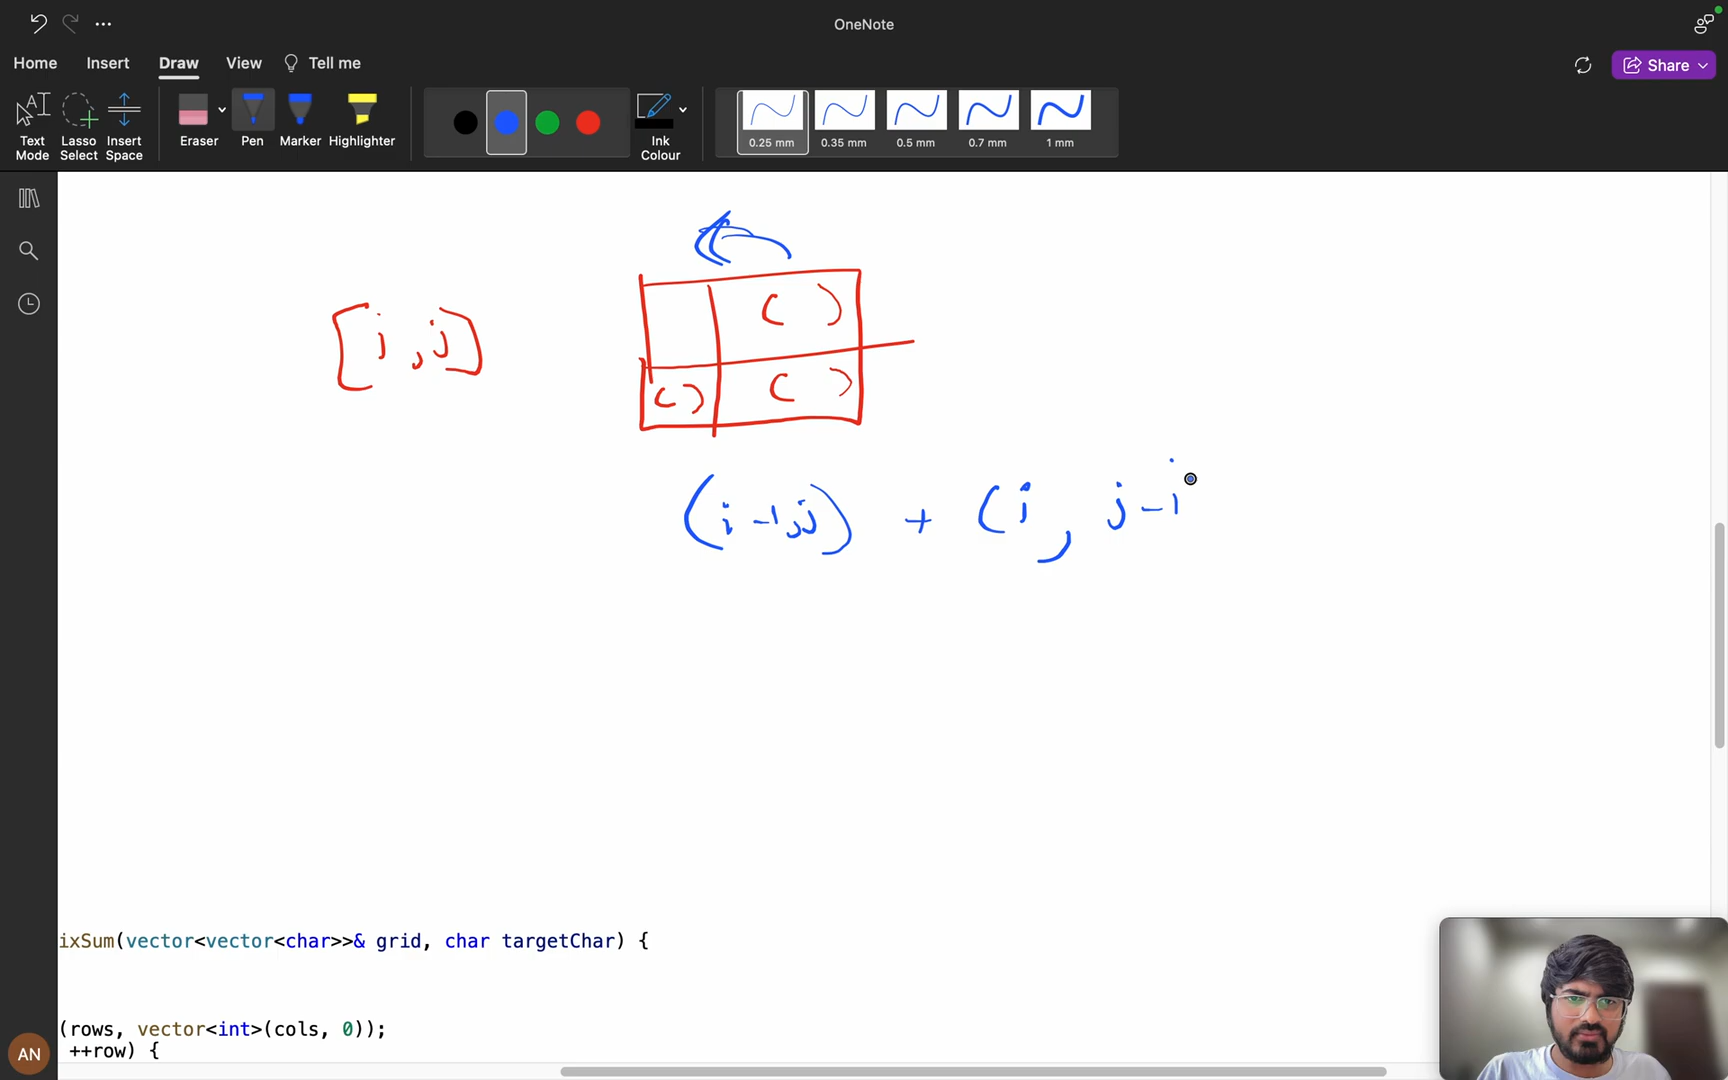 OneNote
Home Insert Draw View Tell me
Share
Text Mode
Lasso Select
Insert Space
Eraser
Pen
Marker
Highlighter
Ink Colour
0.25 mm
0.35 mm
0.5 mm
0.7 mm
1 mm
[i , j]
( )
( ) ( )
(i-1,j) + (i , j-1
ixSum(vector<vector<char>>& grid, char targetChar) {
(rows, vector<int>(cols, 0));
++row) {
AN